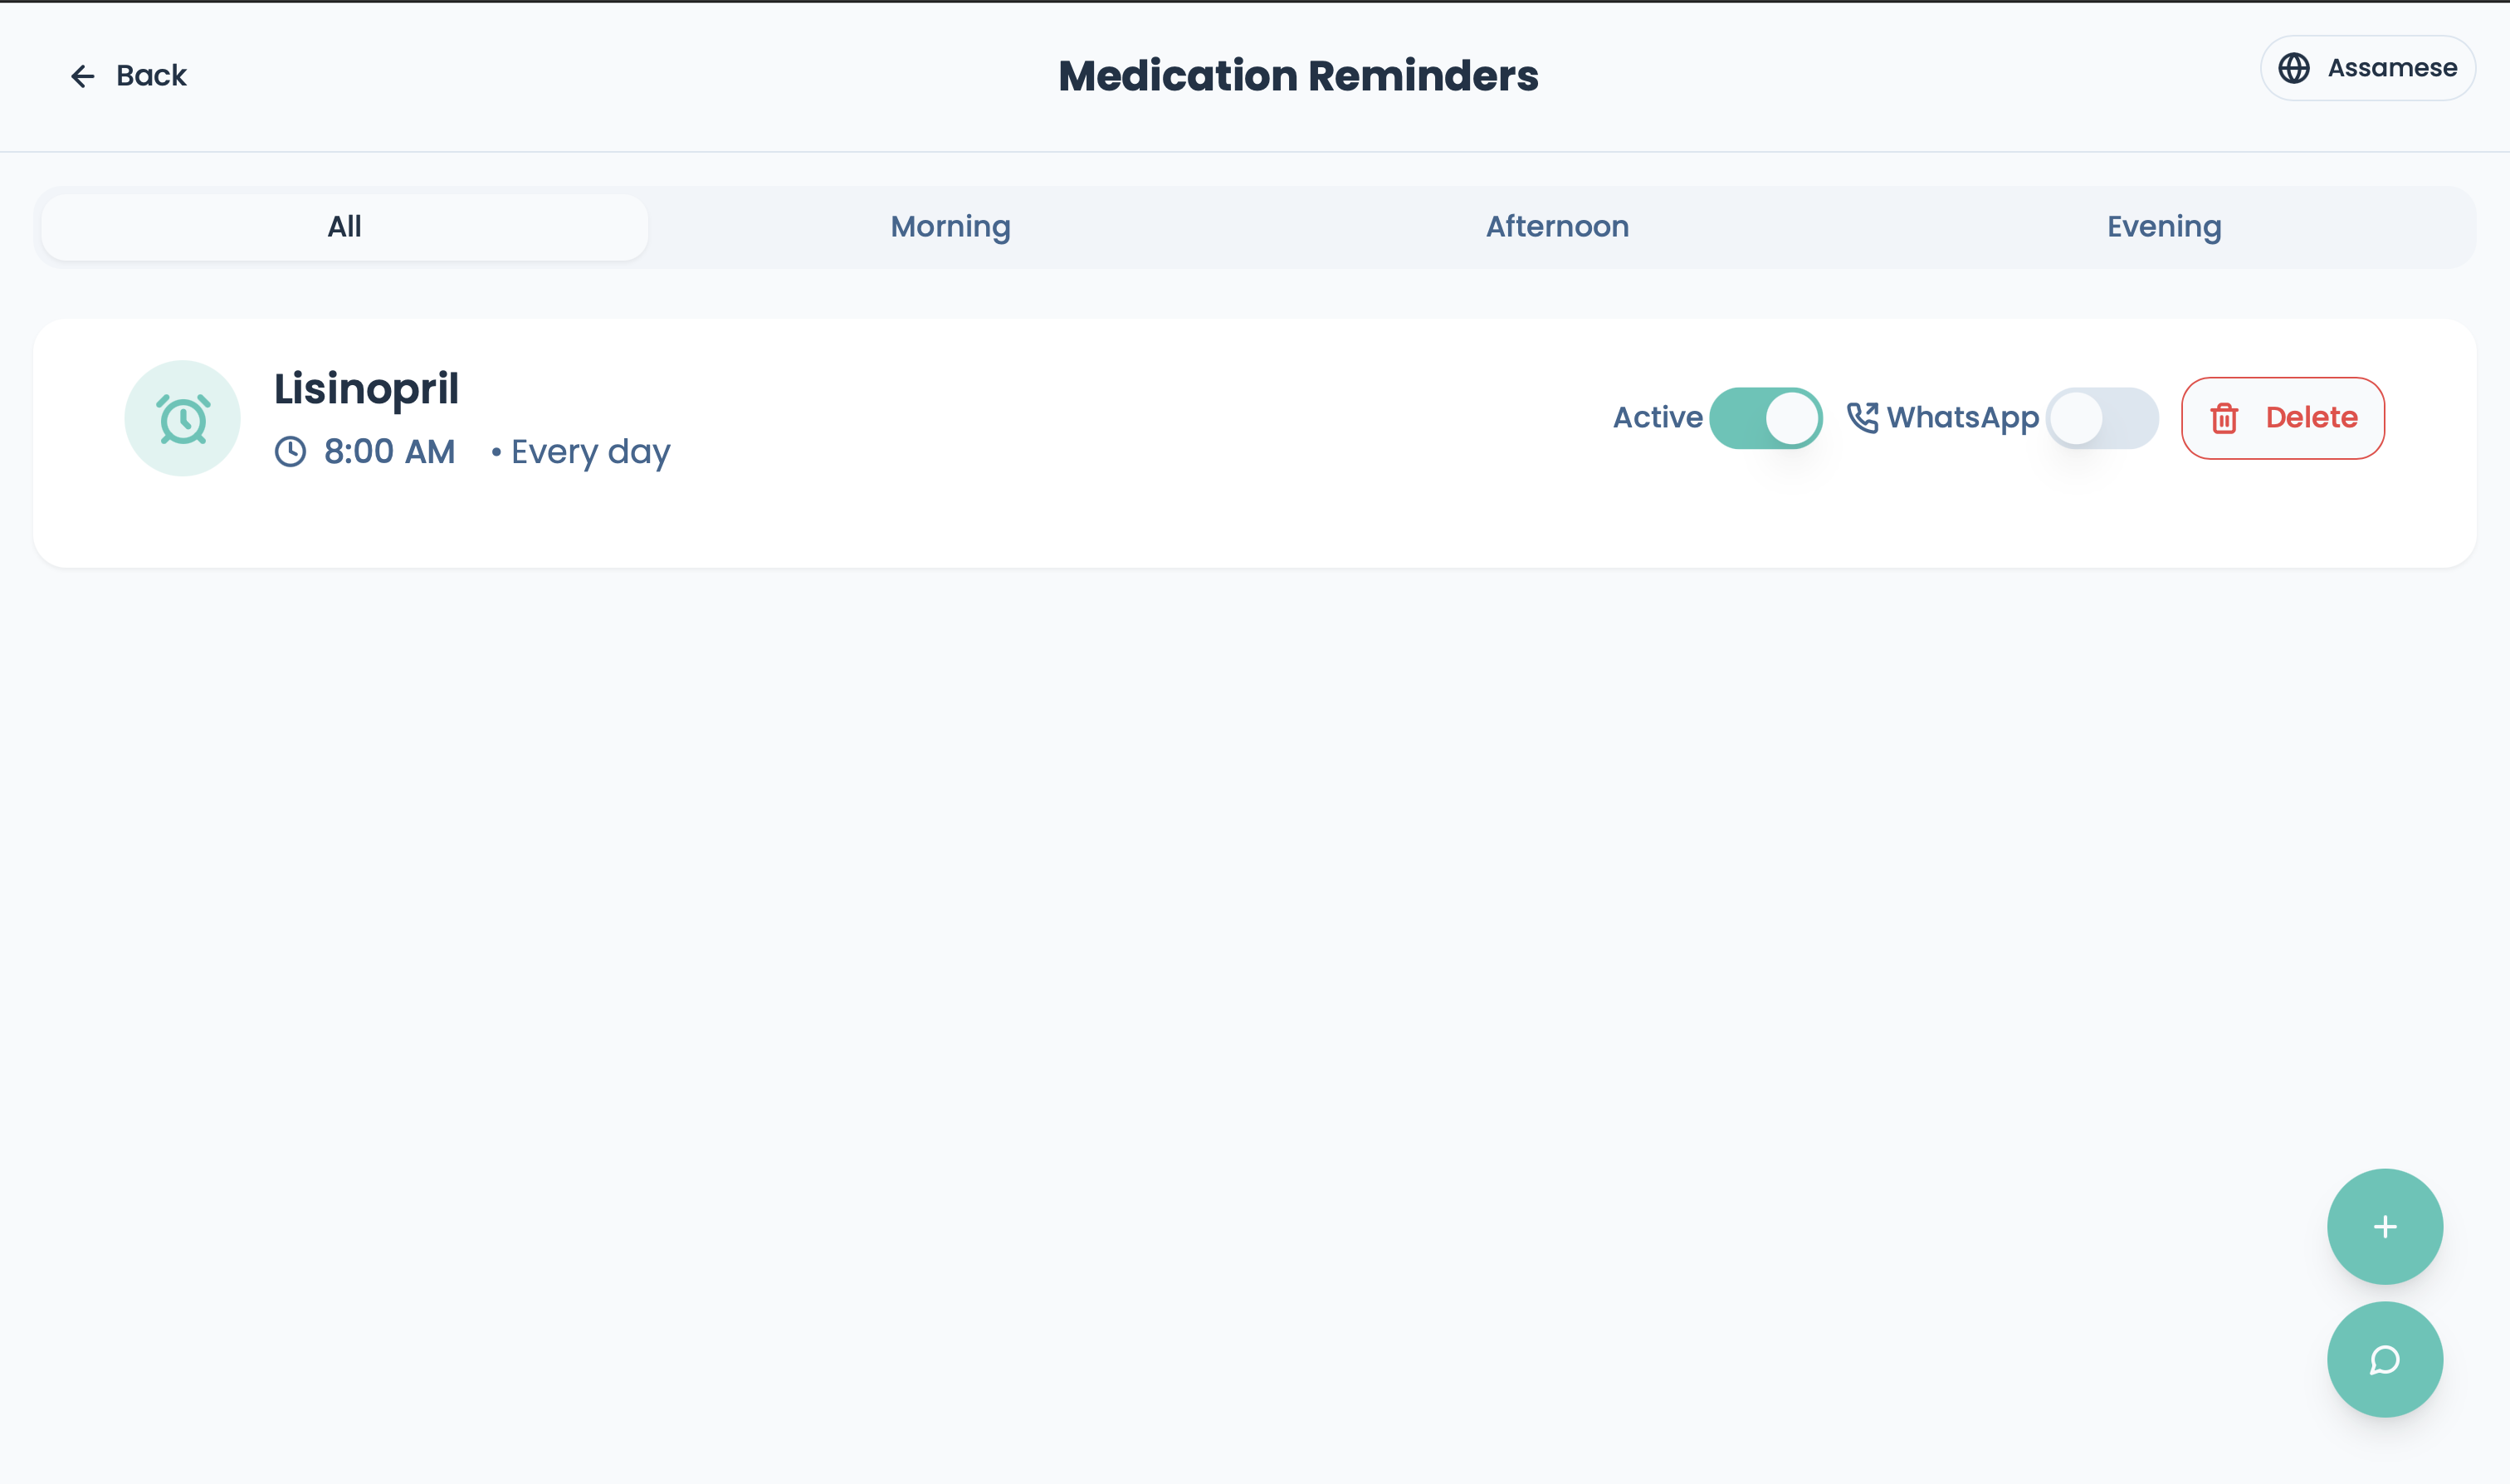 Back
Medication Reminders
Assamese
All
Morning
Afternoon
Evening
Lisinopril
8:00 AM • Every day
Active
WhatsApp
Delete